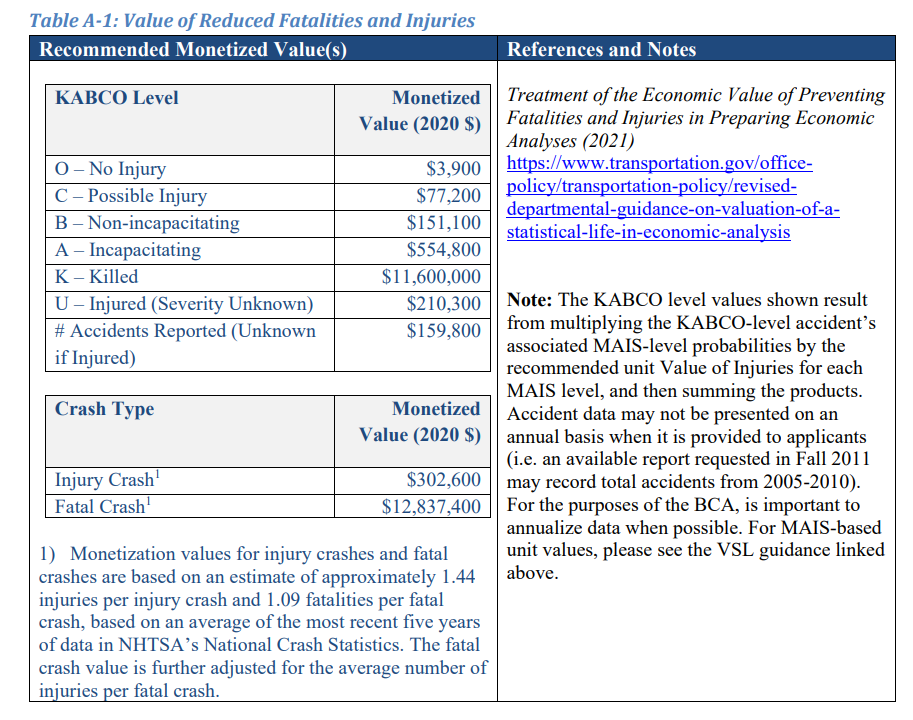 Table A-1: Value of Reduced Fatalities and Injuries
Recommended Monetized Value(s)
KABCO Level Monetized
Value (2020 $)
O – No Injury $3,900
C – Possible Injury $77,200
B – Non-incapacitating $151,100
A – Incapacitating $554,800
K – Killed $11,600,000
U – Injured (Severity Unknown) $210,300
# Accidents Reported (Unknown $159,800
if Injured)
Crash Type Monetized
Value (2020 $)
Injury Crash¹ $302,600
Fatal Crash¹ $12,837,400
1) Monetization values for injury crashes and fatal
crashes are based on an estimate of approximately 1.44
injuries per injury crash and 1.09 fatalities per fatal
crash, based on an average of the most recent five years
of data in NHTSA’s National Crash Statistics. The fatal
crash value is further adjusted for the average number of
injuries per fatal crash.
References and Notes
Treatment of the Economic Value of Preventing
Fatalities and Injuries in Preparing Economic
Analyses (2021)
https://www.transportation.gov/office-
policy/transportation-policy/revised-
departmental-guidance-on-valuation-of-a-
statistical-life-in-economic-analysis
Note: The KABCO level values shown result
from multiplying the KABCO-level accident’s
associated MAIS-level probabilities by the
recommended unit Value of Injuries for each
MAIS level, and then summing the products.
Accident data may not be presented on an
annual basis when it is provided to applicants
(i.e. an available report requested in Fall 2011
may record total accidents from 2005-2010).
For the purposes of the BCA, is important to
annualize data when possible. For MAIS-based
unit values, please see the VSL guidance linked
above.